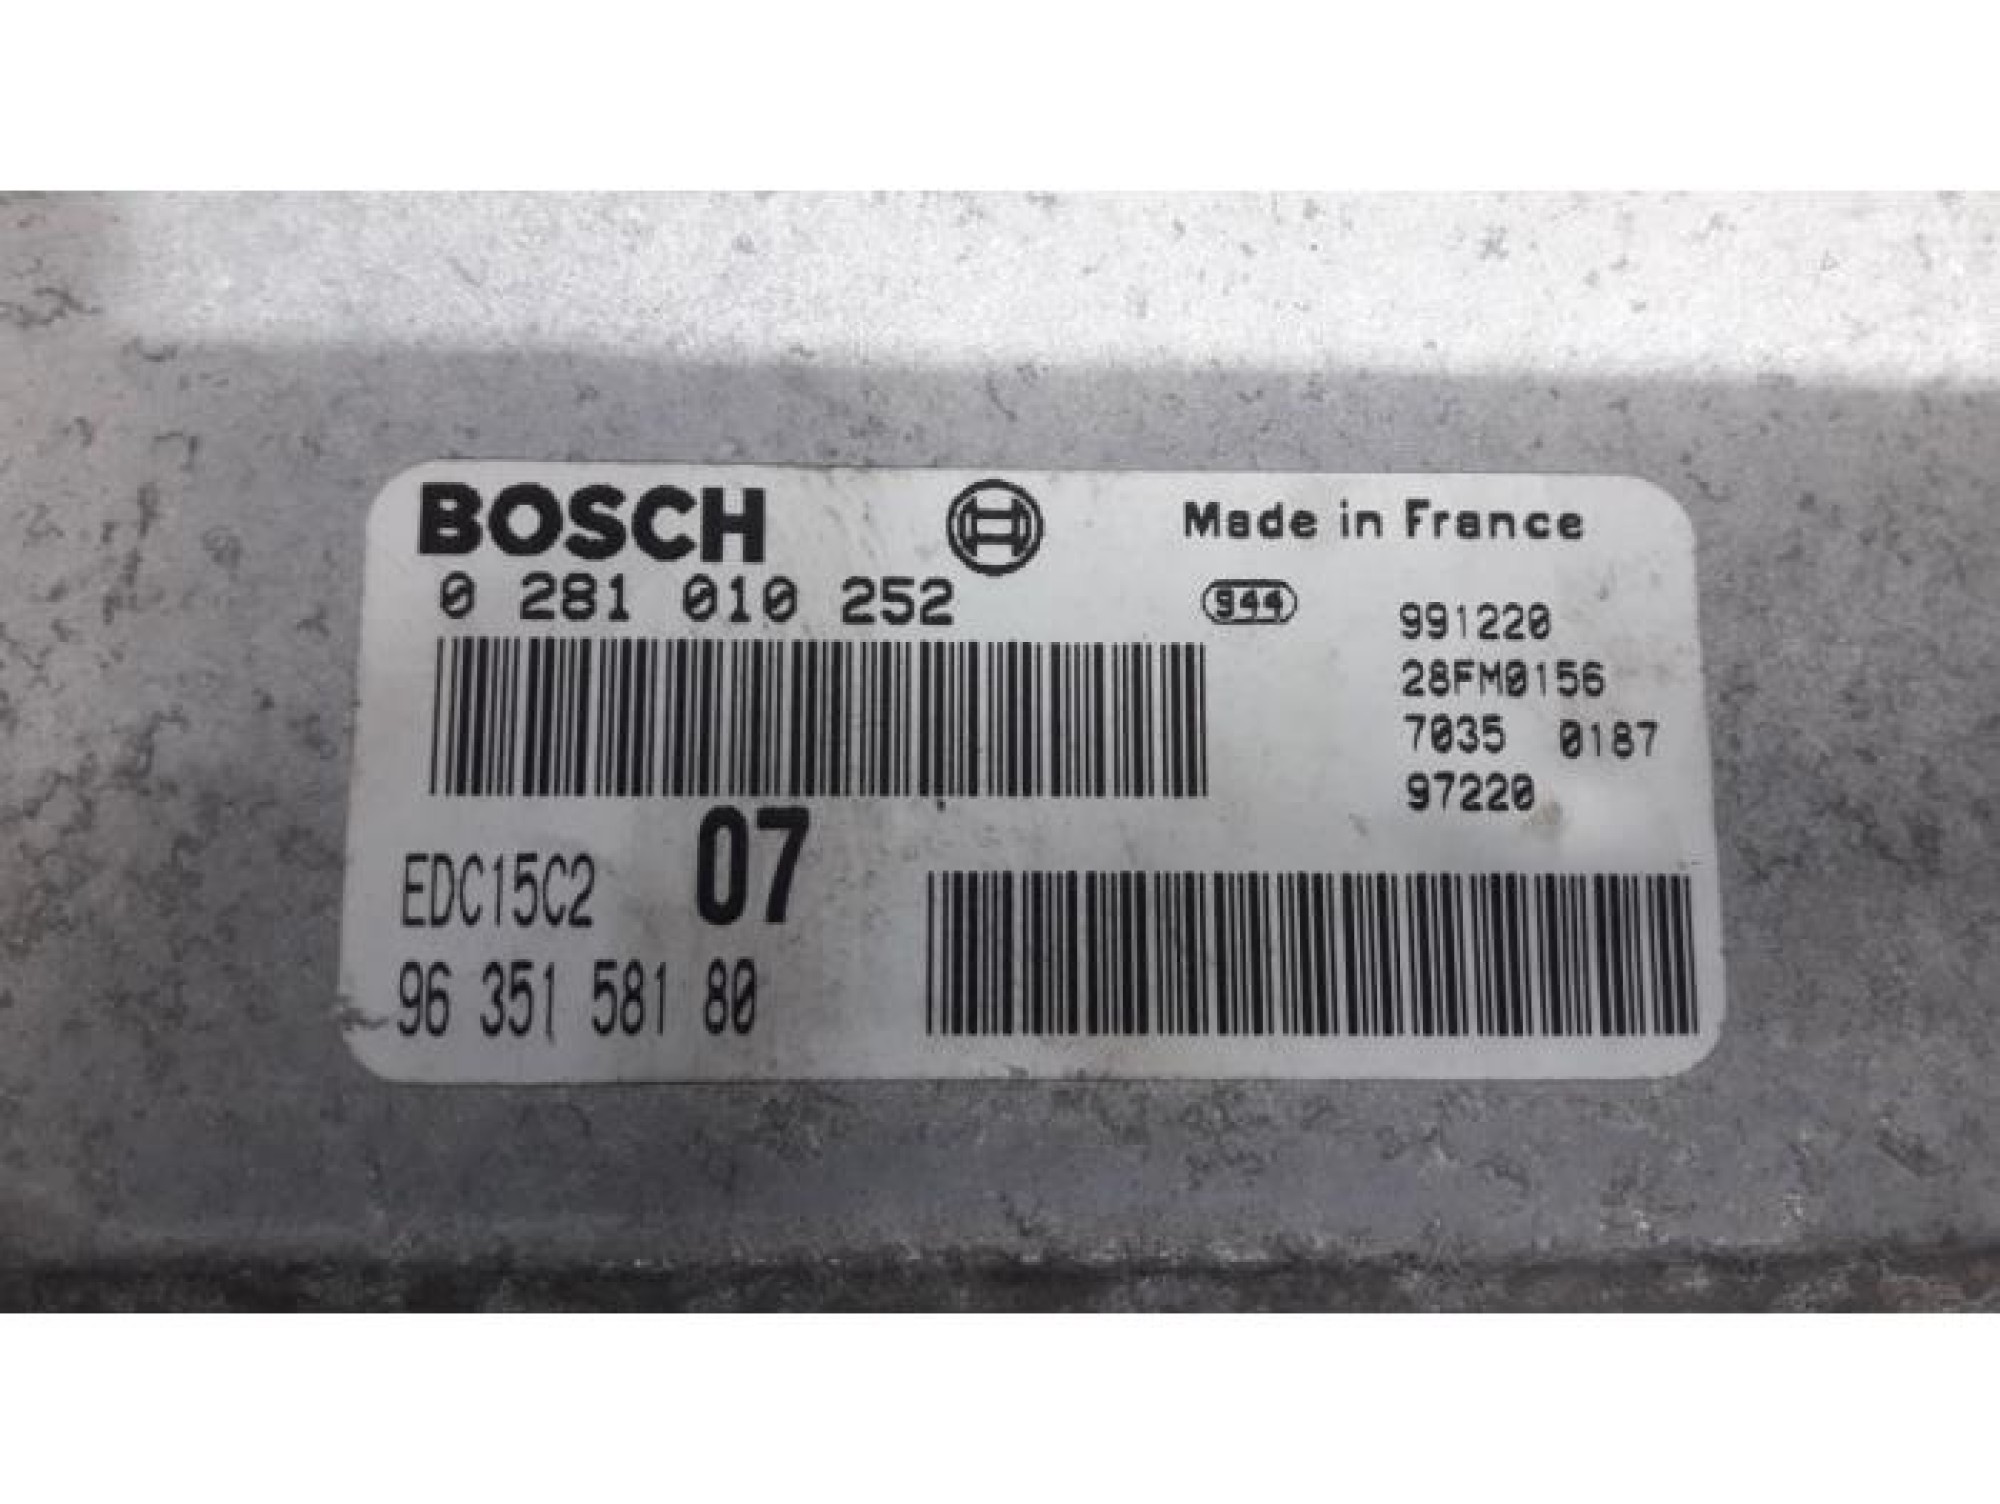 BOSCH
Made in France
0 281 010 252
944
991220
28FM0156
7035 0187
97220
EDC15C2
07
96 351 581 80